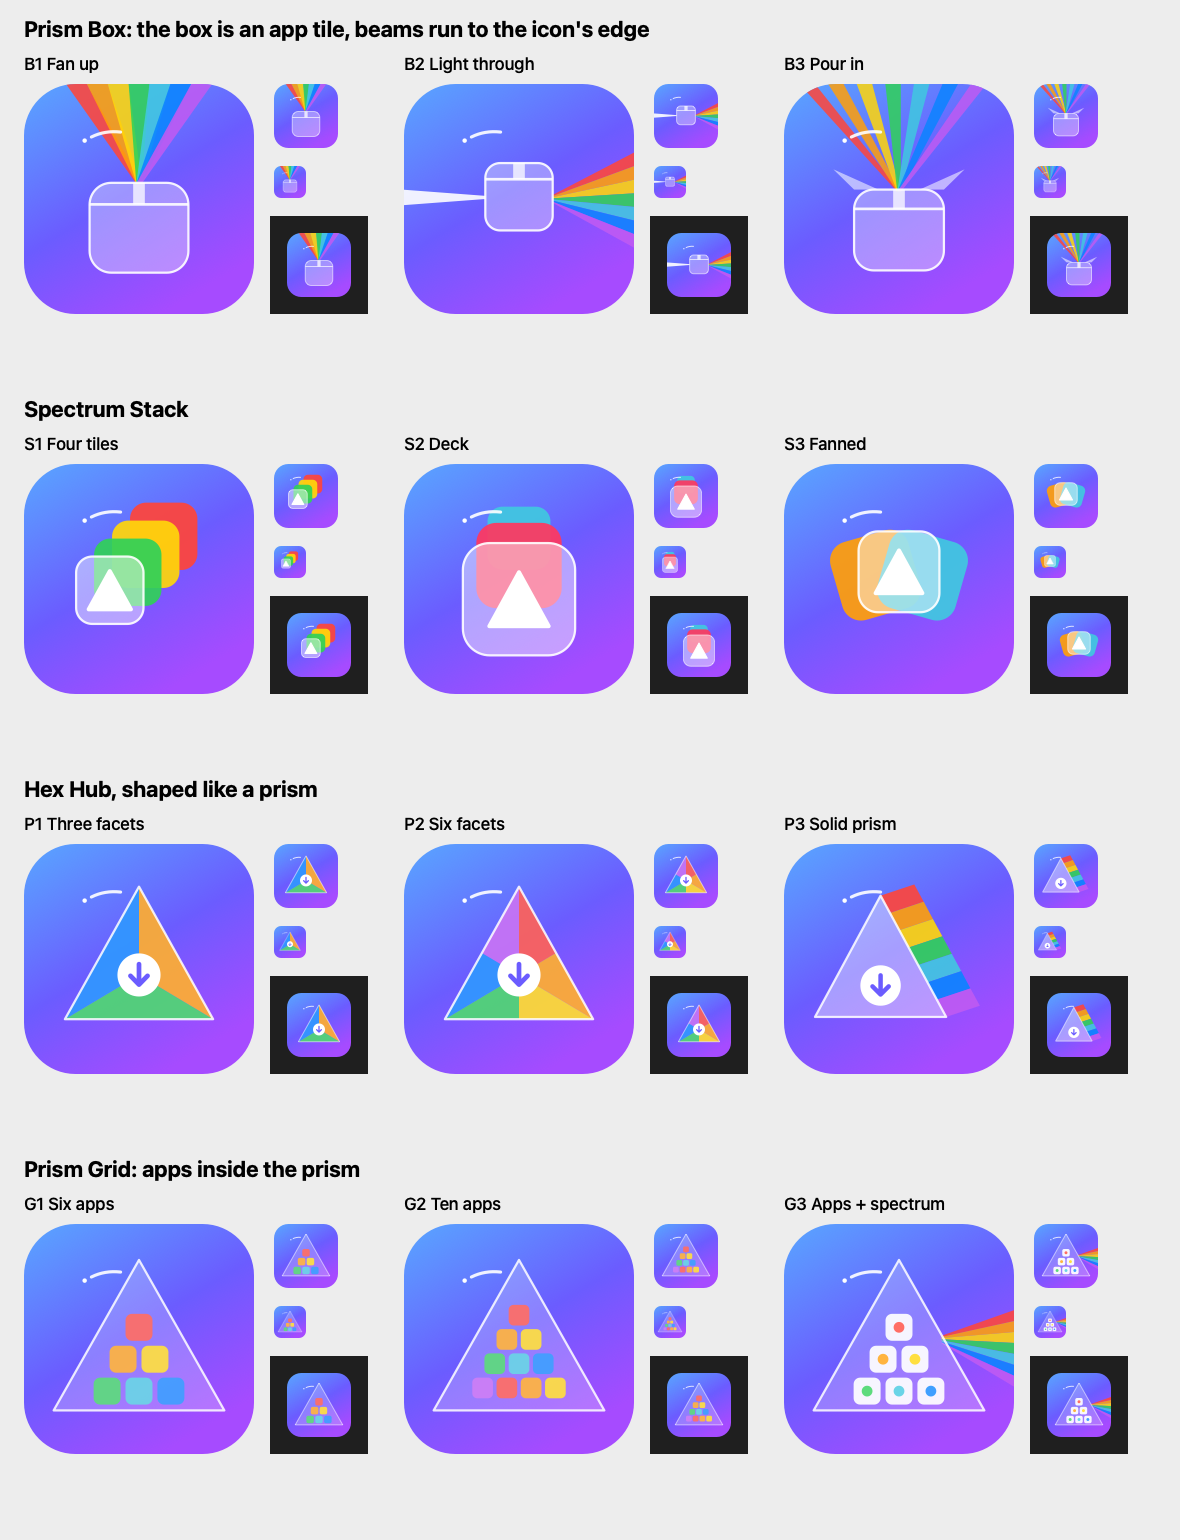 Prism Box: the box is an app tile, beams run to the icon's edge
B1 Fan up
B2 Light through
B3 Pour in
Spectrum Stack
S1 Four tiles
S2 Deck
S3 Fanned
Hex Hub, shaped like a prism
P1 Three facets
P2 Six facets
P3 Solid prism
Prism Grid: apps inside the prism
G1 Six apps
G2 Ten apps
G3 Apps + spectrum